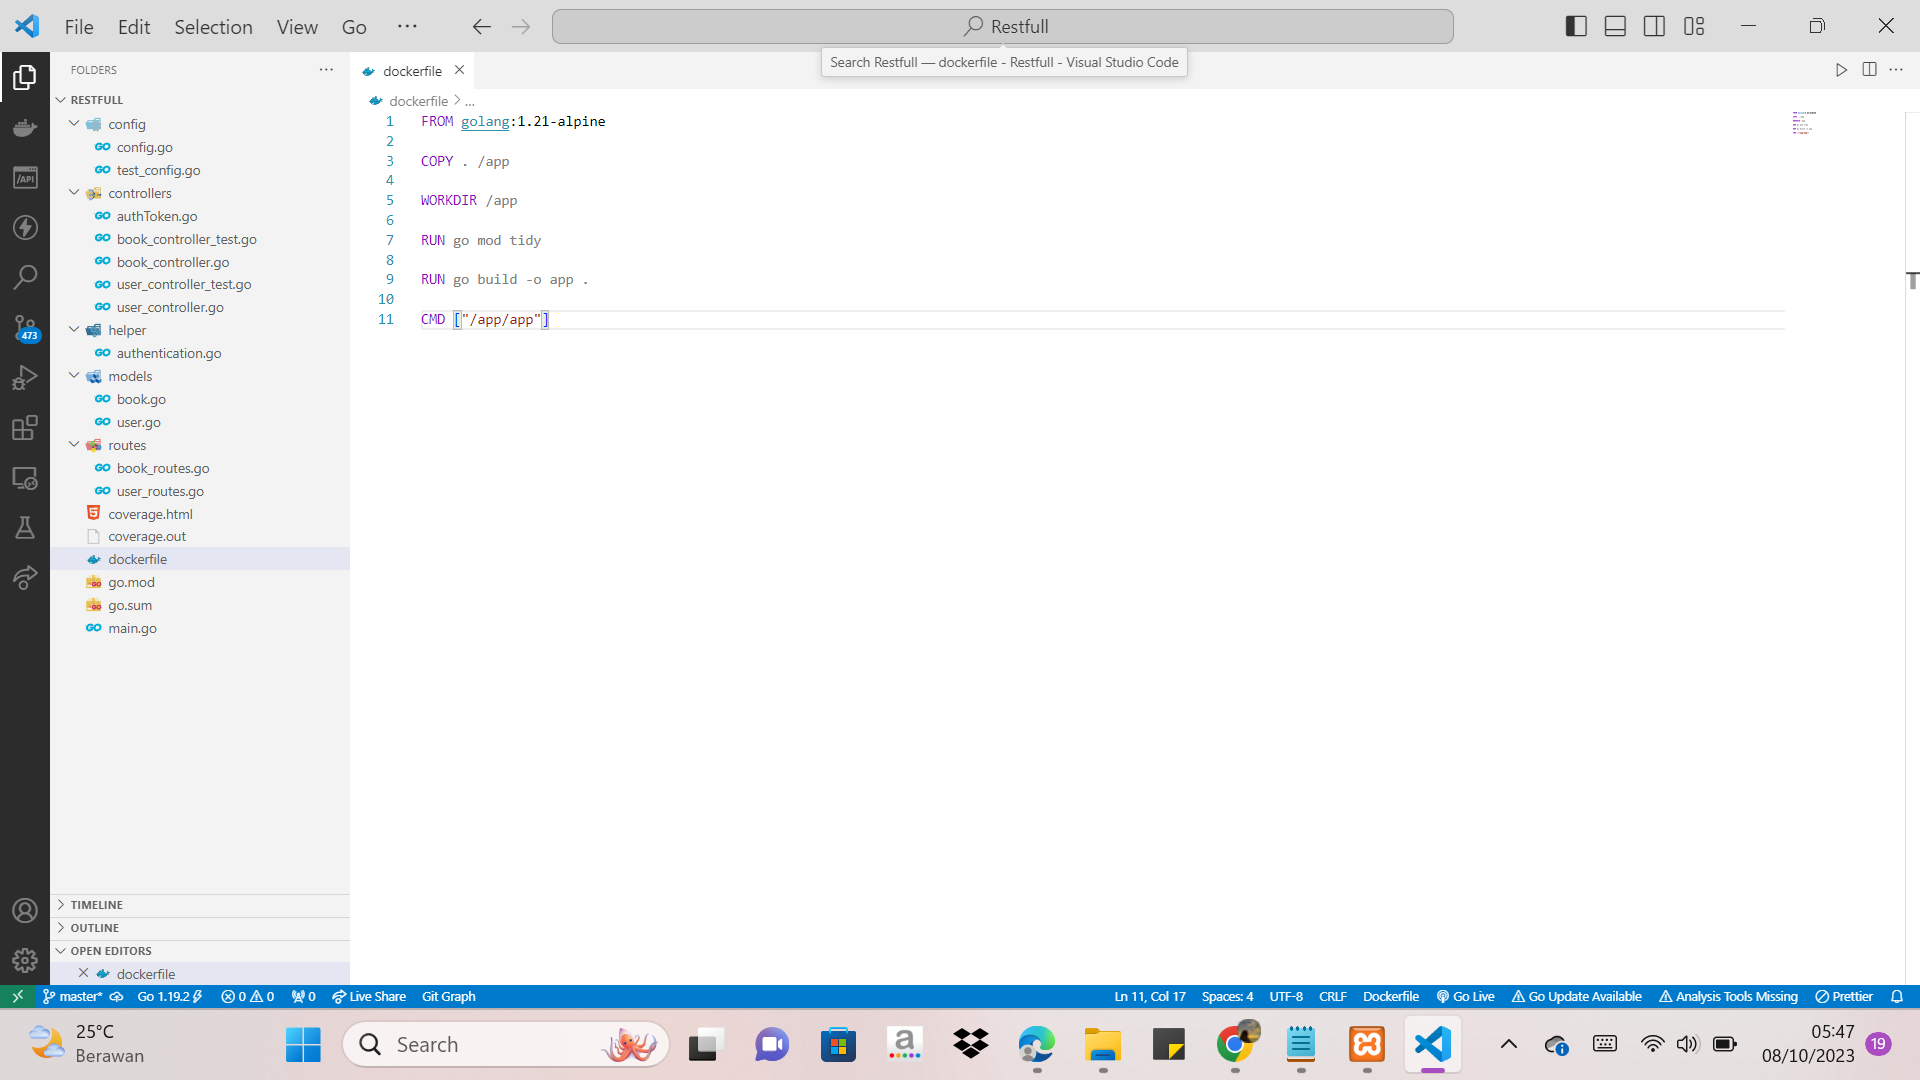 File Edit Selection View Go ···
Restfull
Search Restfull — dockerfile - Restfull - Visual Studio Code
FOLDERS ···
dockerfile
dockerfile > ...
RESTFULL
config
config.go
test_config.go
controllers
authToken.go
book_controller_test.go
book_controller.go
user_controller_test.go
user_controller.go
helper
authentication.go
models
book.go
user.go
routes
book_routes.go
user_routes.go
coverage.html
coverage.out
dockerfile
go.mod
go.sum
main.go
/API
473
1 FROM golang:1.21-alpine
2
3 COPY . /app
4
5 WORKDIR /app
6
7 RUN go mod tidy
8
9 RUN go build -o app .
10
11 CMD ["/app/app"]
TIMELINE
OUTLINE
OPEN EDITORS
dockerfile
master* Go 1.19.2 0 0 0 Live Share Git Graph
Ln 11, Col 17 Spaces: 4 UTF-8 CRLF Dockerfile Go Live Go Update Available Analysis Tools Missing Prettier
25°C
Berawan
Search
a
05:47
08/10/2023
19